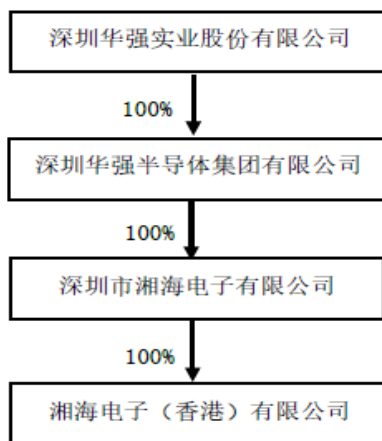 深圳华强实业股份有限公司
100%
深圳华强半导体集团有限公司
100%
深圳市湘海电子有限公司
100%
湘海电子（香港）有限公司